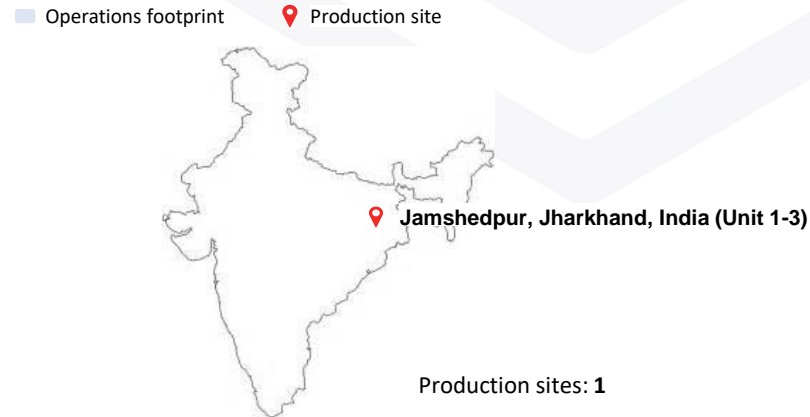 Operations footprint Production site
Jamshedpur, Jharkhand, India (Unit 1-3)
Production sites: 1